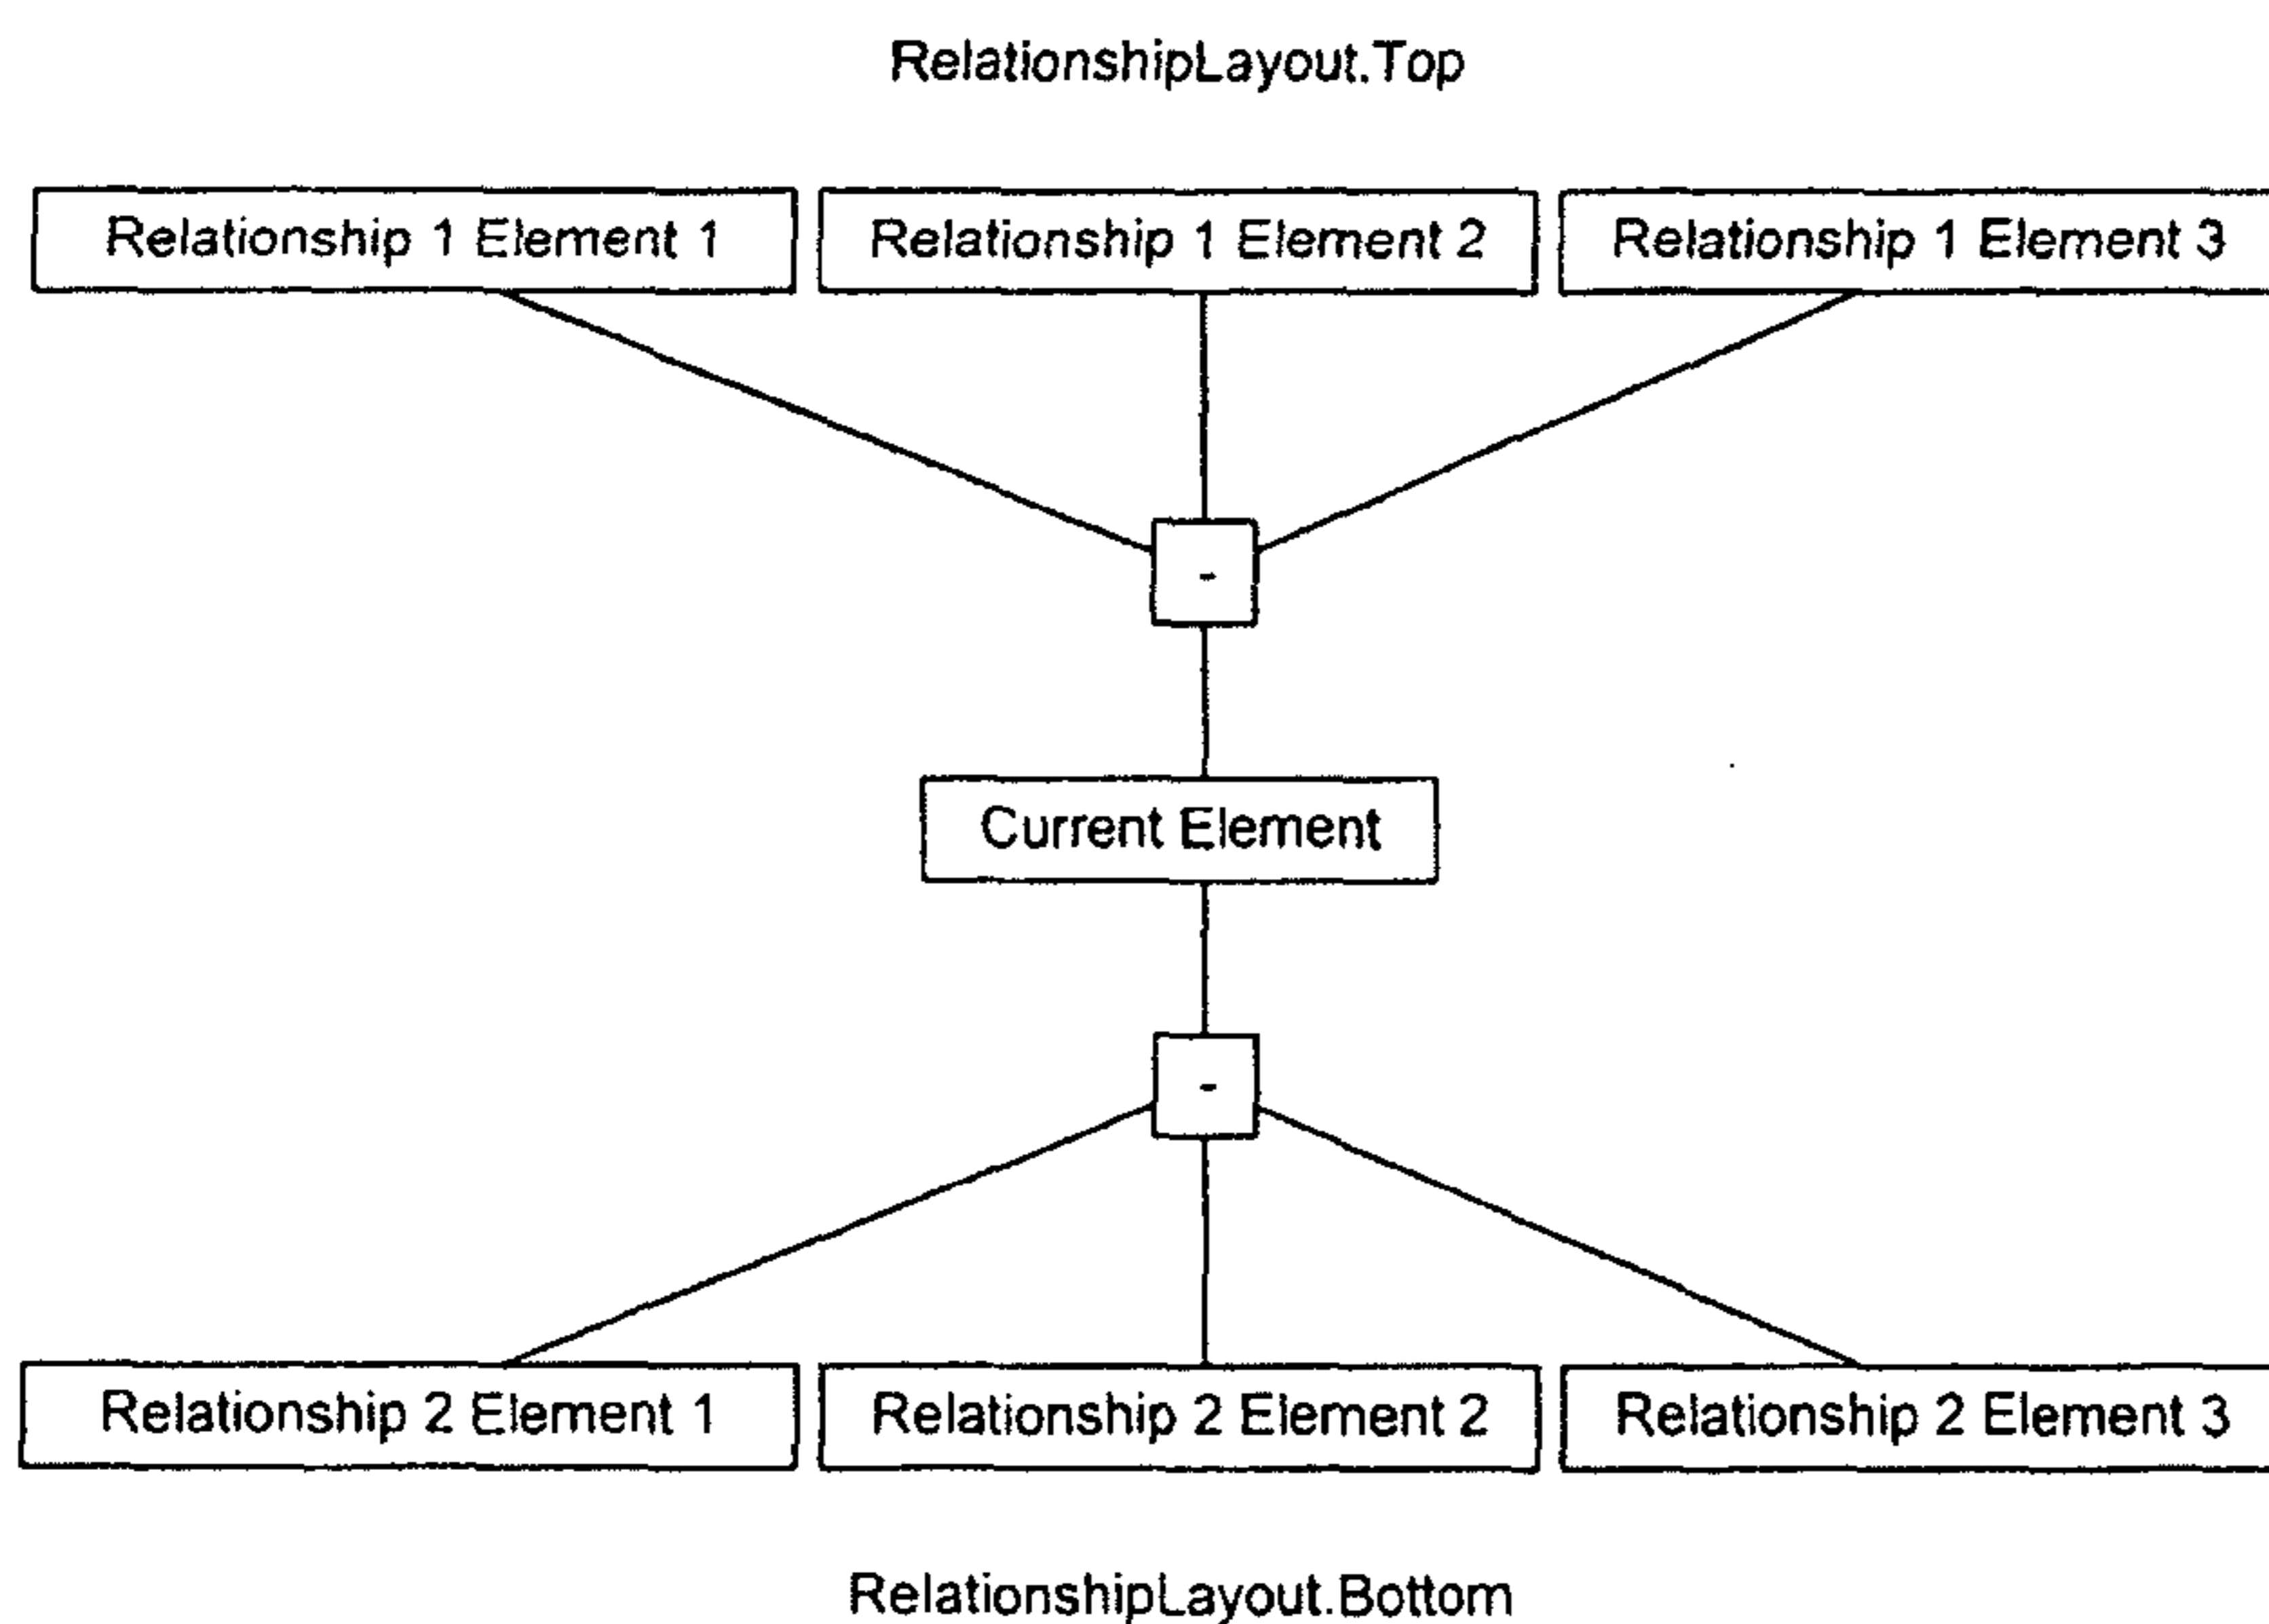 RelationshipLayout.Top
Relationship 1 Element 1
Relationship 1 Element 2
Relationship 1 Element 3
-
Current Element
-
Relationship 2 Element 1
Relationship 2 Element 2
Relationship 2 Element 3
RelationshipLayout.Bottom